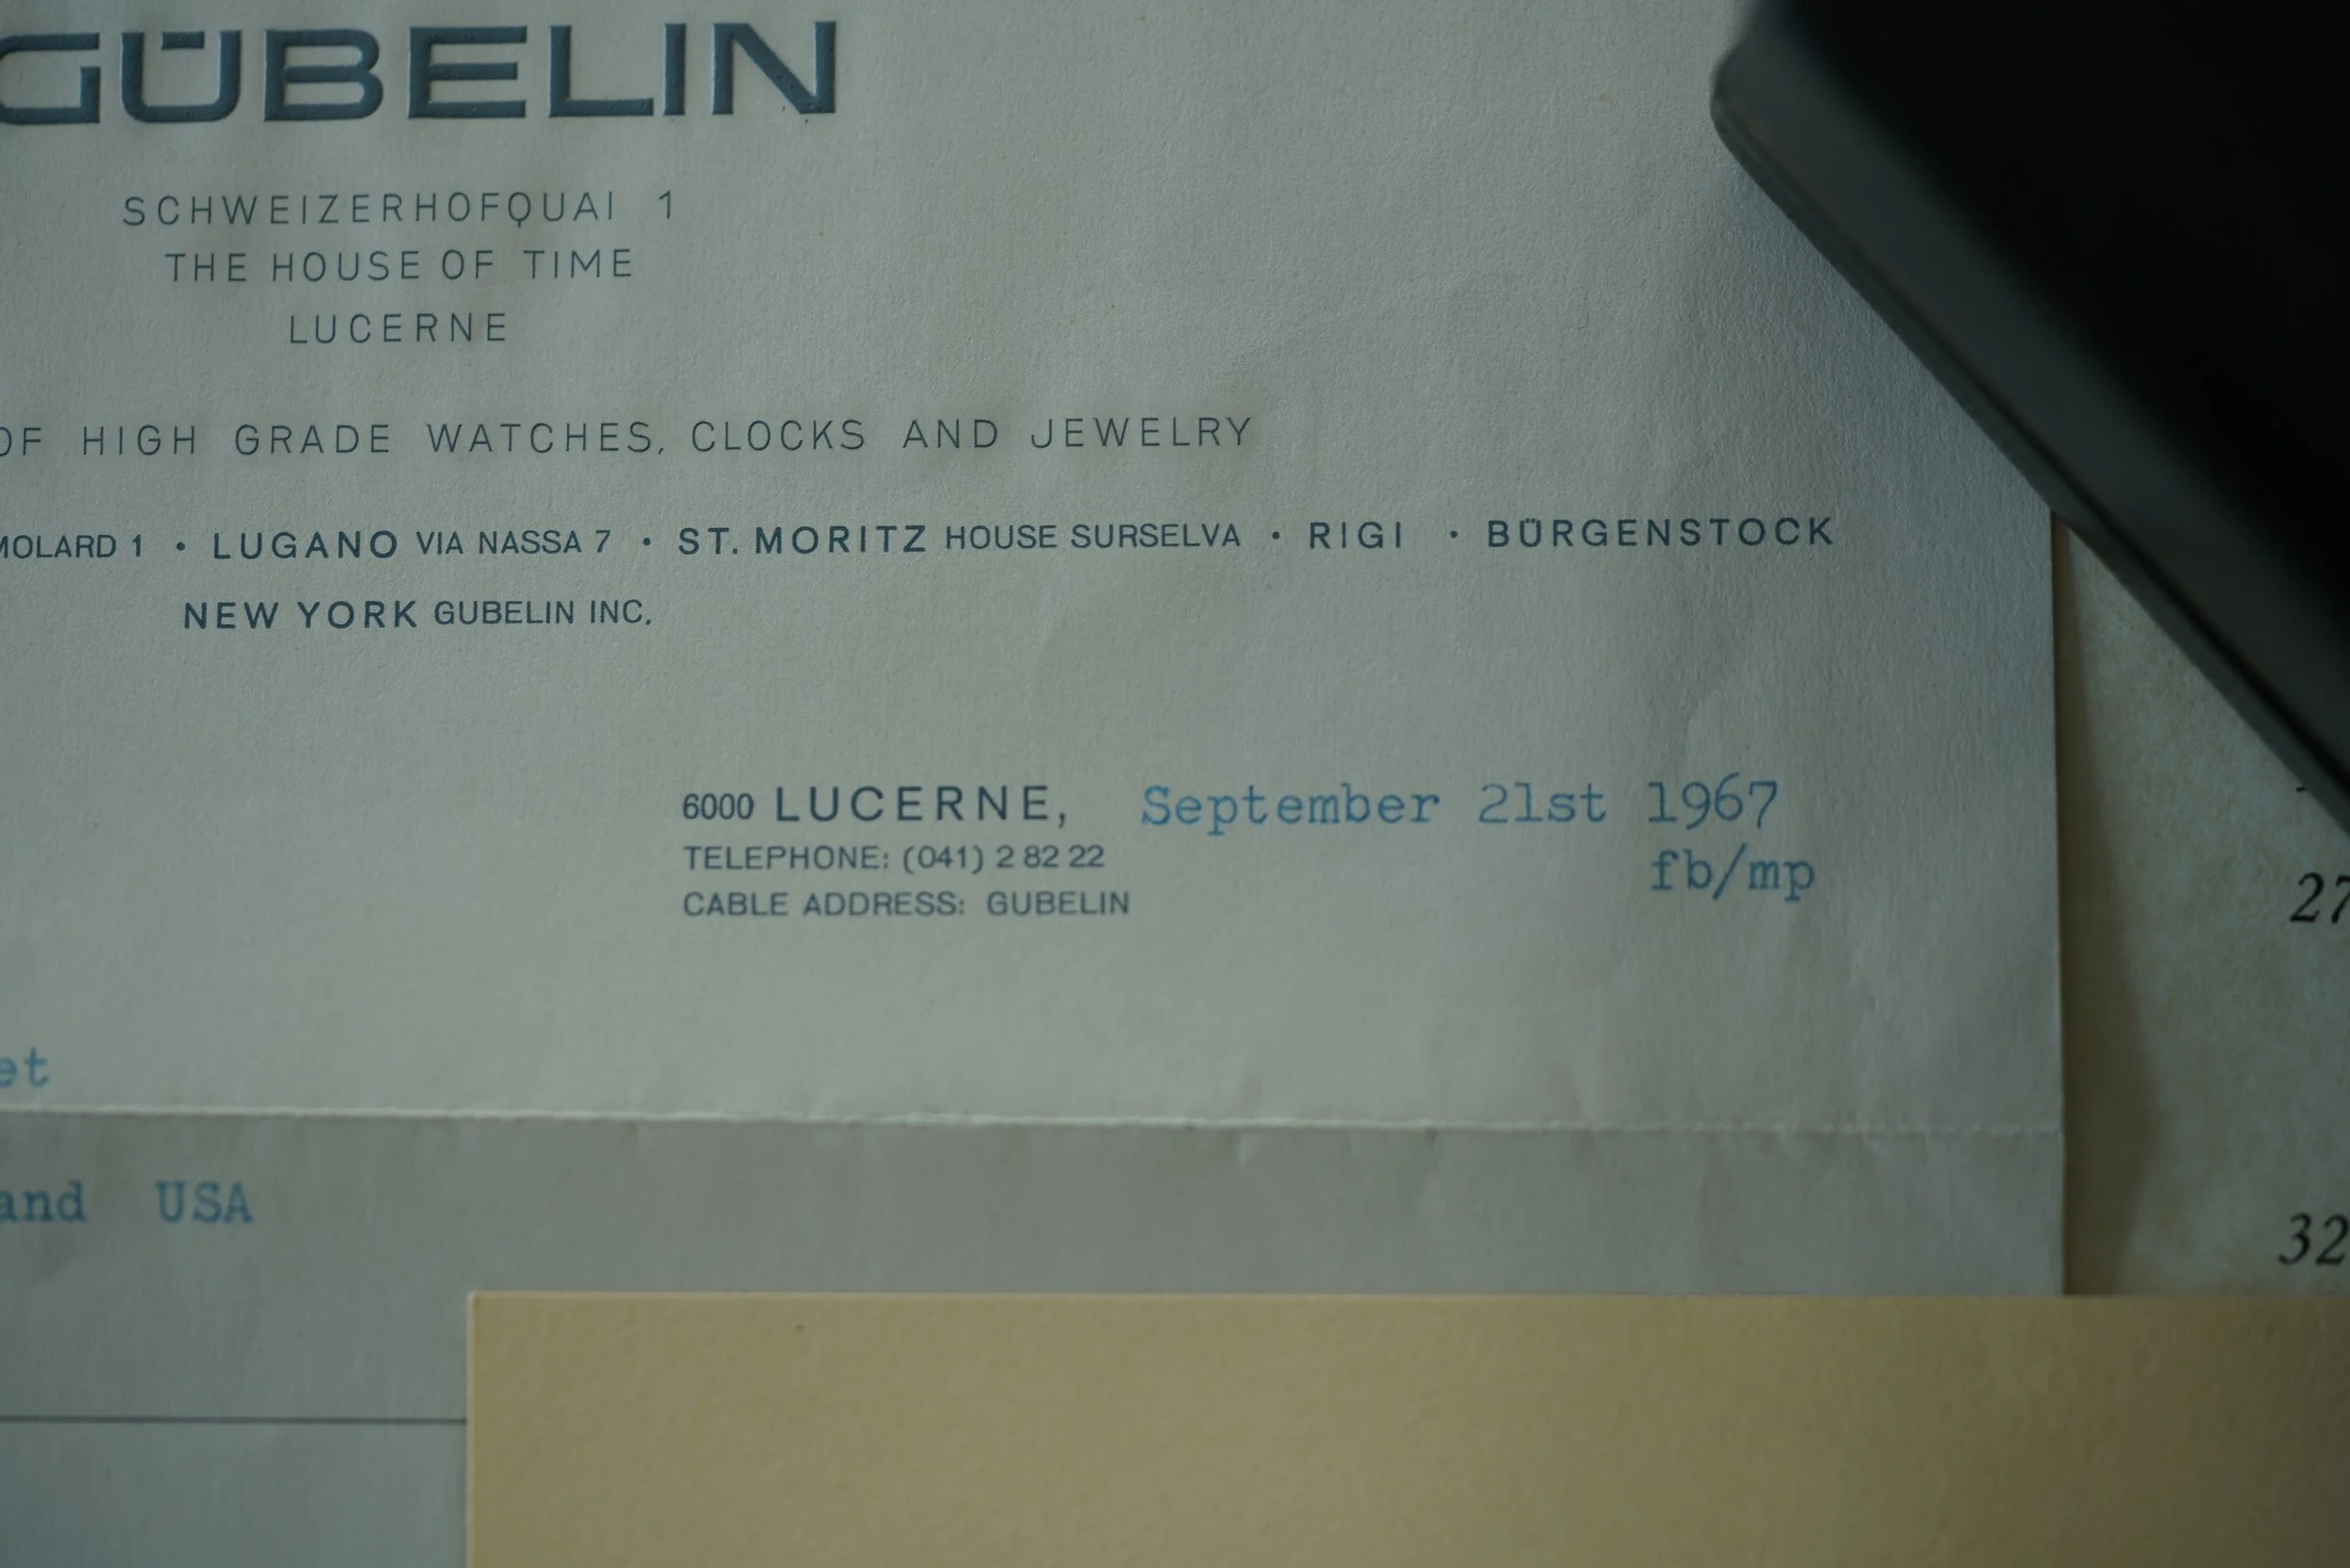 GÜBELIN
SCHWEIZERHOFQUAI 1
THE HOUSE OF TIME
LUCERNE
OF HIGH GRADE WATCHES, CLOCKS AND JEWELRY
MOLARD 1 • LUGANO VIA NASSA 7 • ST. MORITZ HOUSE SURSELVA • RIGI • BÜRGENSTOCK
NEW YORK GUBELIN INC.
6000 LUCERNE, September 21st 1967
TELEPHONE: (041) 2 82 22
fb/mp
CABLE ADDRESS: GUBELIN
27
et
and USA
32